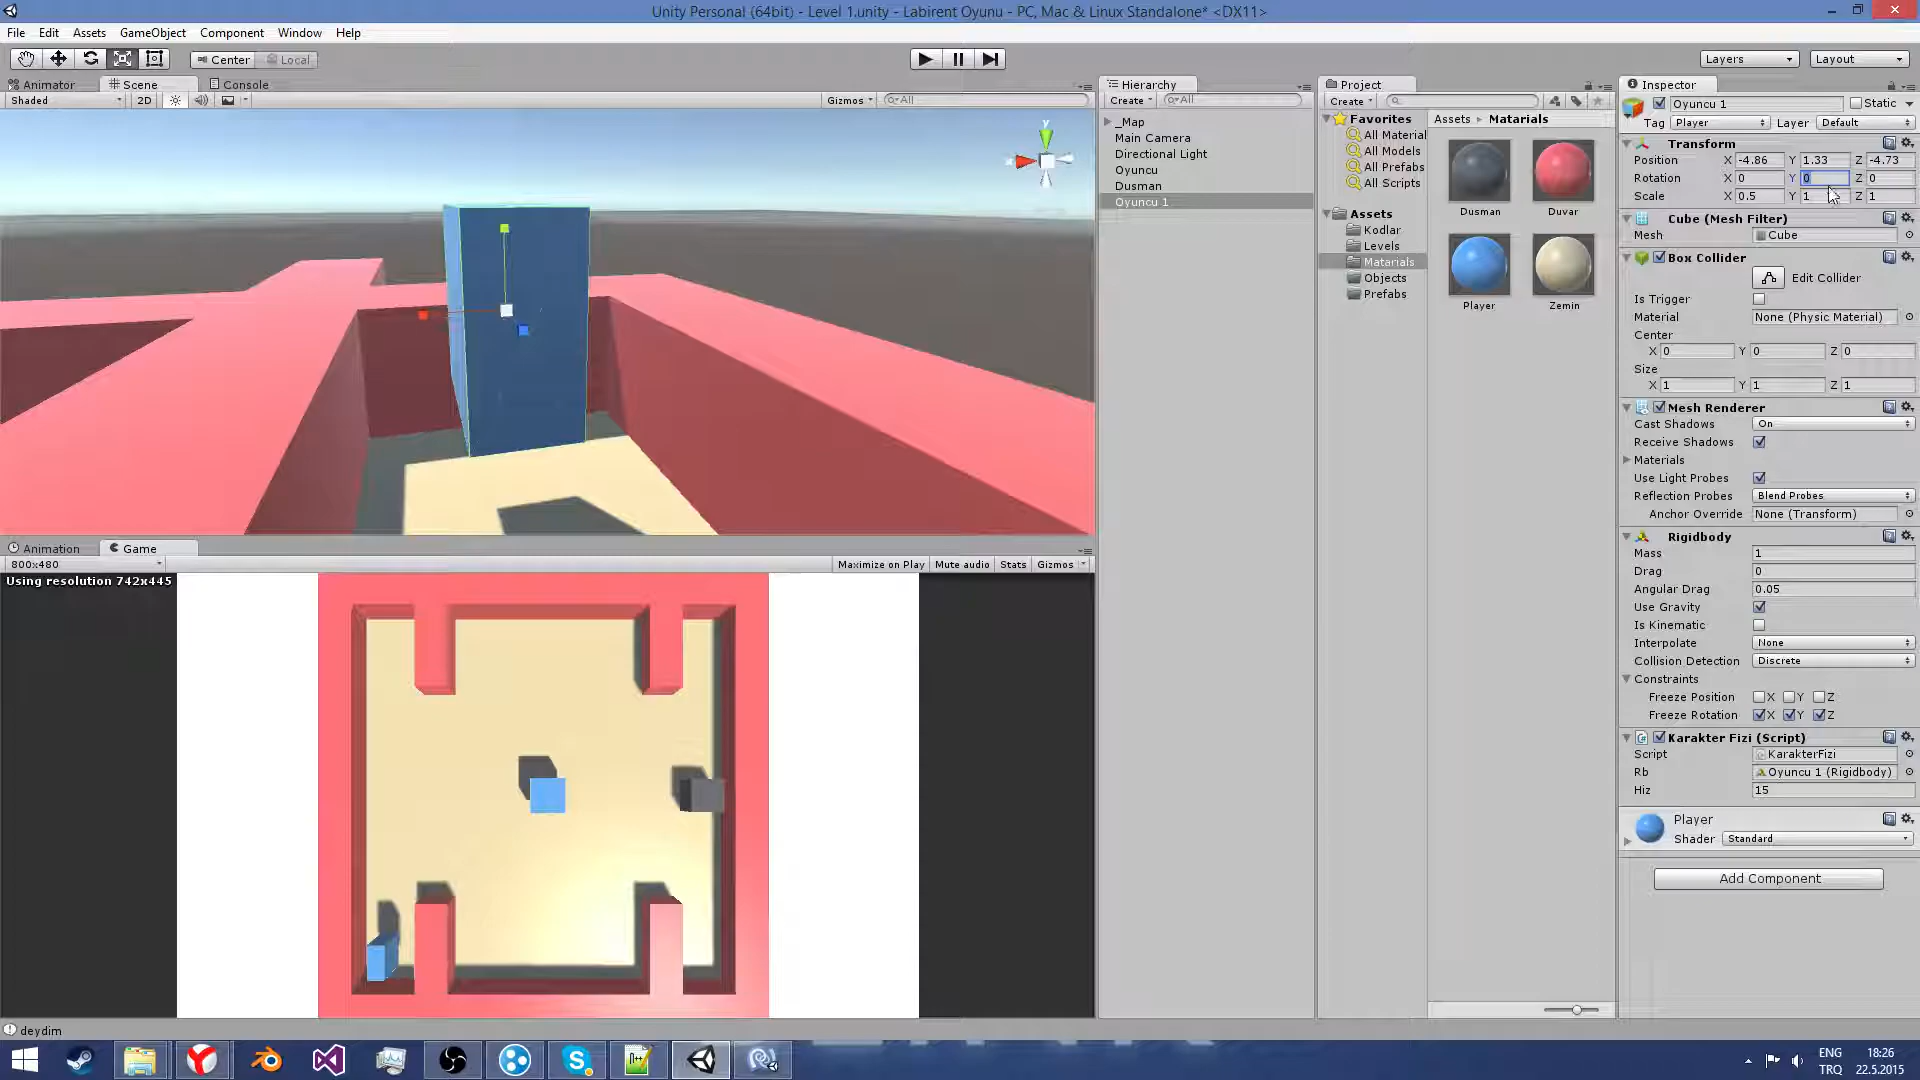 Unity Personal (64bit) - Level 1.unity - Labirent Oyunu - PC, Mac & Linux Standalone* <DX11>
File Edit Assets GameObject Component Window Help
Center Local
Layers Layout
Animator Scene Console
Shaded 2D Gizmos All
y
Animation Game
800x480 Maximize on Play Mute audio Stats Gizmos
Using resolution 742x445
deydim
Hierarchy
Create All
_Map
Main Camera
Directional Light
Oyuncu
Dusman
Oyuncu 1
Project
Create
Favorites
All Material
All Models
All Prefabs
All Scripts
Assets
Kodlar
Levels
Matarials
Objects
Prefabs
Assets Matarials
Dusman Duvar
Player Zemin
Inspector
Oyuncu 1 Static
Tag Player Layer Default
Transform
Position X -4.86 Y 1.33 Z -4.73
Rotation X 0 Y 0 Z 0
Scale X 0.5 Y 1 Z 1
Cube (Mesh Filter)
Mesh Cube
Box Collider
Edit Collider
Is Trigger
Material None (Physic Material)
Center
X 0 Y 0 Z 0
Size
X 1 Y 1 Z 1
Mesh Renderer
Cast Shadows On
Receive Shadows
Materials
Use Light Probes
Reflection Probes Blend Probes
Anchor Override None (Transform)
Rigidbody
Mass 1
Drag 0
Angular Drag 0.05
Use Gravity
Is Kinematic
Interpolate None
Collision Detection Discrete
Constraints
Freeze Position X Y Z
Freeze Rotation X Y Z
Karakter Fizi (Script)
Script KarakterFizi
Rb Oyuncu 1 (Rigidbody)
Hiz 15
Player
Shader Standard
Add Component
ENG 18:26
TRQ 22.5.2015